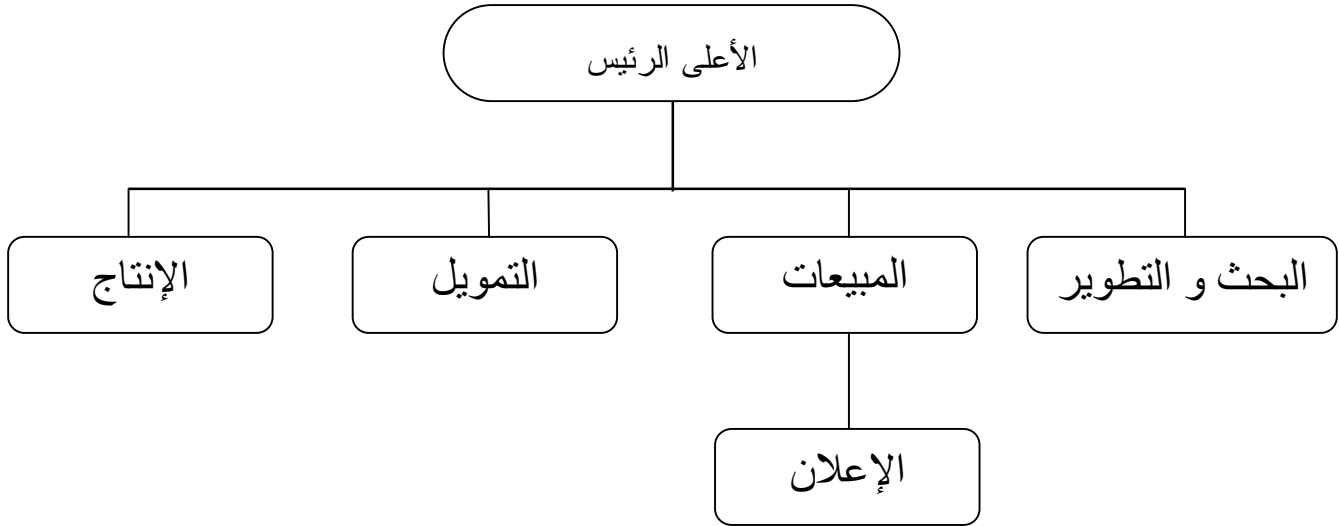 الأعلى الرئيس
البحث و التطوير
المبيعات
التمويل
الإنتاج
الإعلان